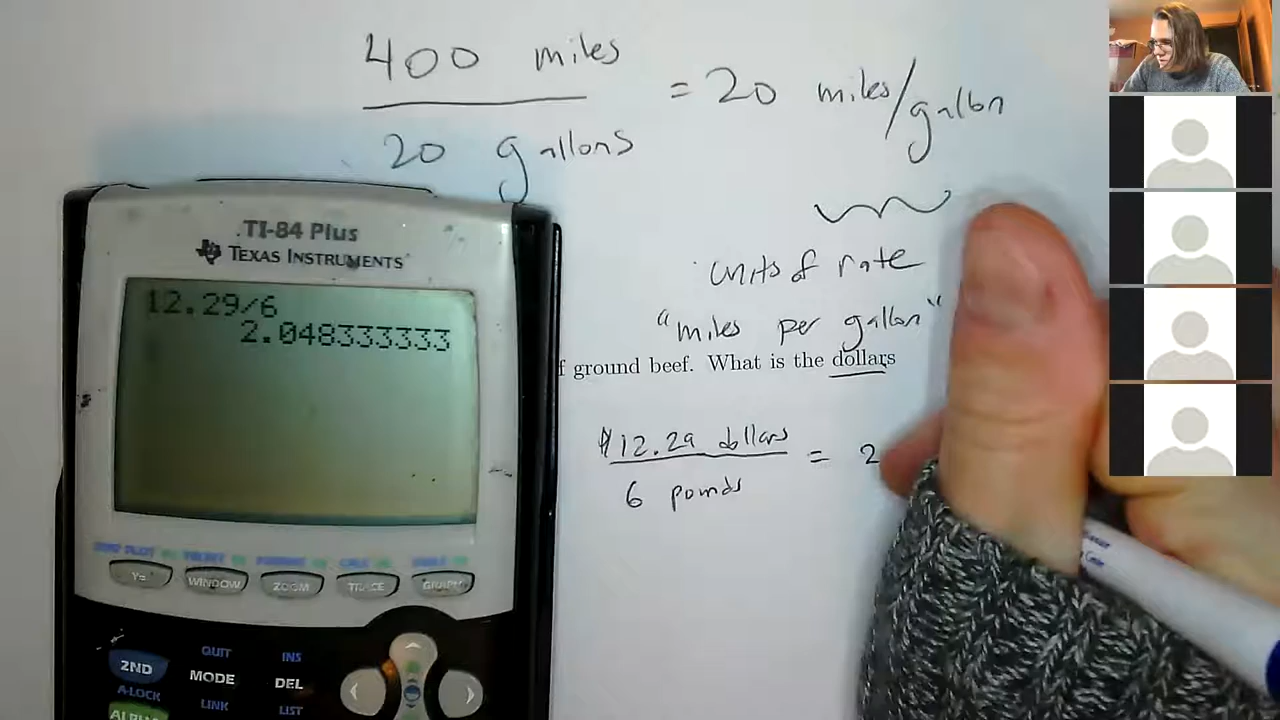 400 miles
20 gallons
= 20 miles/gallon
units of rate
"miles per gallon"
f ground beef. What is the dollars
$12.29 dollars
6 pounds
= 2
TI-84 Plus
TEXAS INSTRUMENTS
12.29/6
2.048333333
Y= WINDOW ZOOM TRACE GRAPH
QUIT INS
2ND MODE DEL
A-LOCK LINK LIST
ALPHA